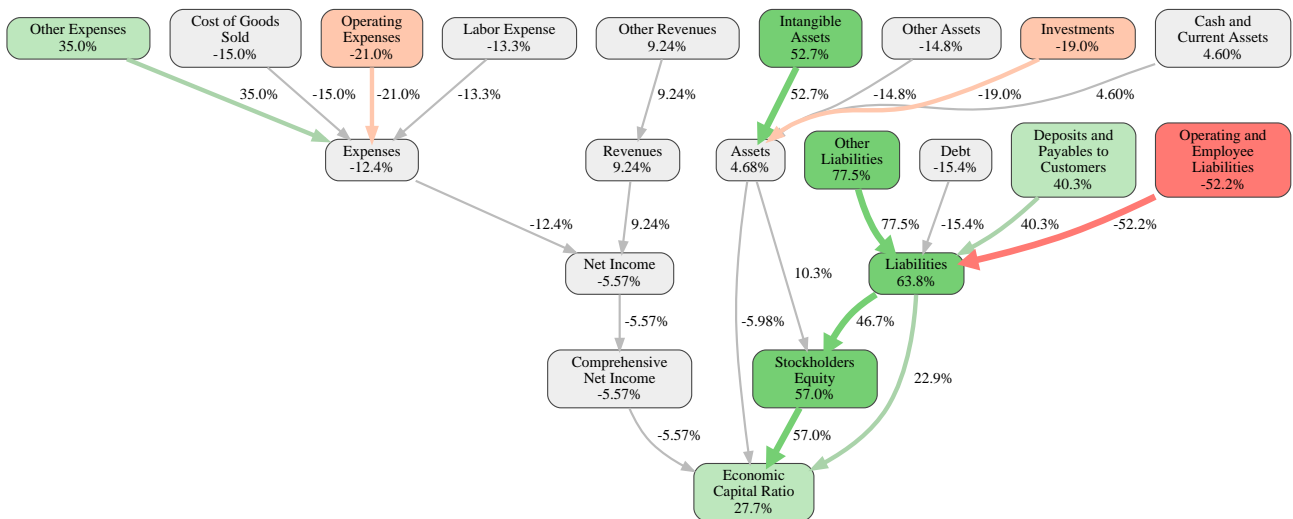 Other Expenses
35.0%
Cost of Goods
Sold
-15.0%
Operating
Expenses
-21.0%
Labor Expense
-13.3%
Other Revenues
9.24%
Intangible
Assets
52.7%
Other Assets
-14.8%
Investments
-19.0%
Cash and
Current Assets
4.60%
35.0%
-15.0%
-21.0%
-13.3%
9.24%
52.7%
-14.8%
-19.0%
4.60%
Expenses
-12.4%
Revenues
9.24%
Assets
4.68%
Other
Liabilities
77.5%
Debt
-15.4%
Deposits and
Payables to
Customers
40.3%
Operating and
Employee
Liabilities
-52.2%
-12.4%
9.24%
77.5%
-15.4%
40.3%
-52.2%
Net Income
-5.57%
10.3%
Liabilities
63.8%
-5.57%
-5.98%
46.7%
Comprehensive
Net Income
-5.57%
Stockholders
Equity
57.0%
22.9%
-5.57%
57.0%
Economic
Capital Ratio
27.7%